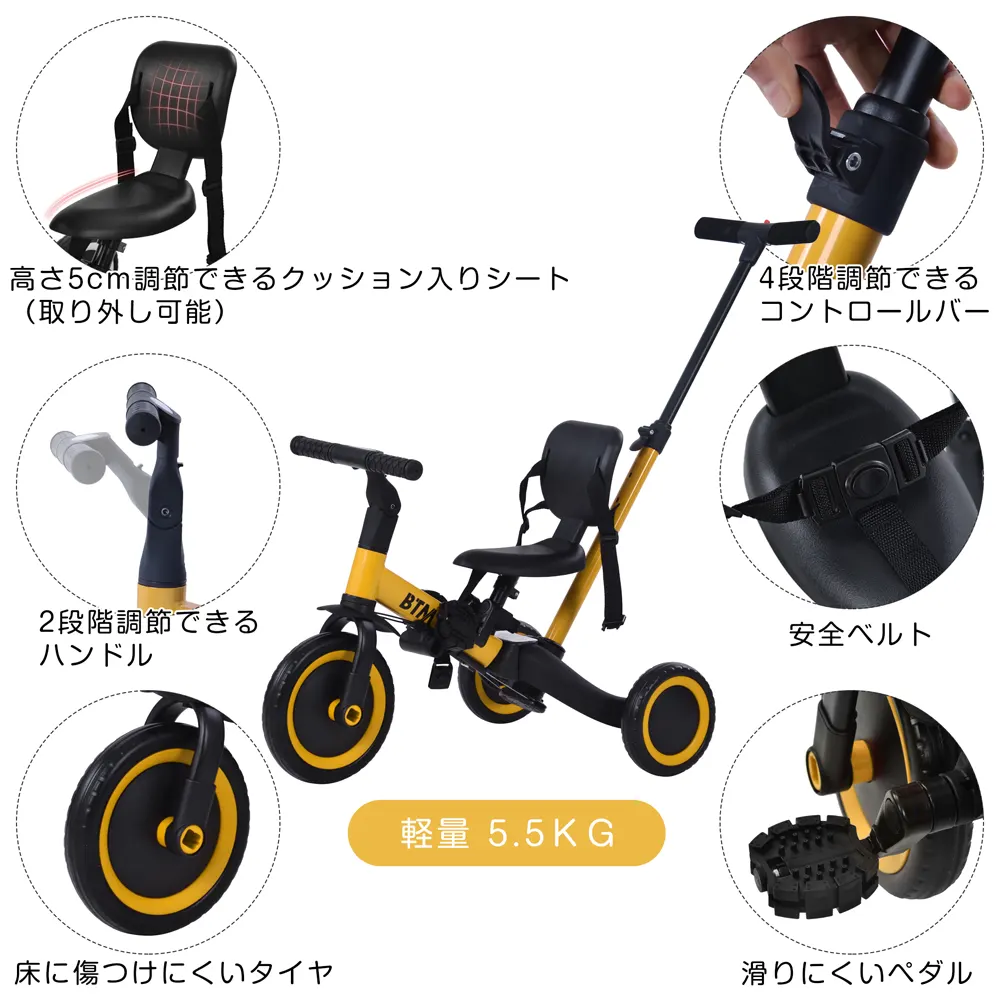 高さ5cm調節できるクッション入りシート
（取り外し可能）
4段階調節できる
コントロールバー
2段階調節できる
ハンドル
安全ベルト
BTM
軽量 5.5KG
床に傷つけにくいタイヤ
滑りにくいペダル